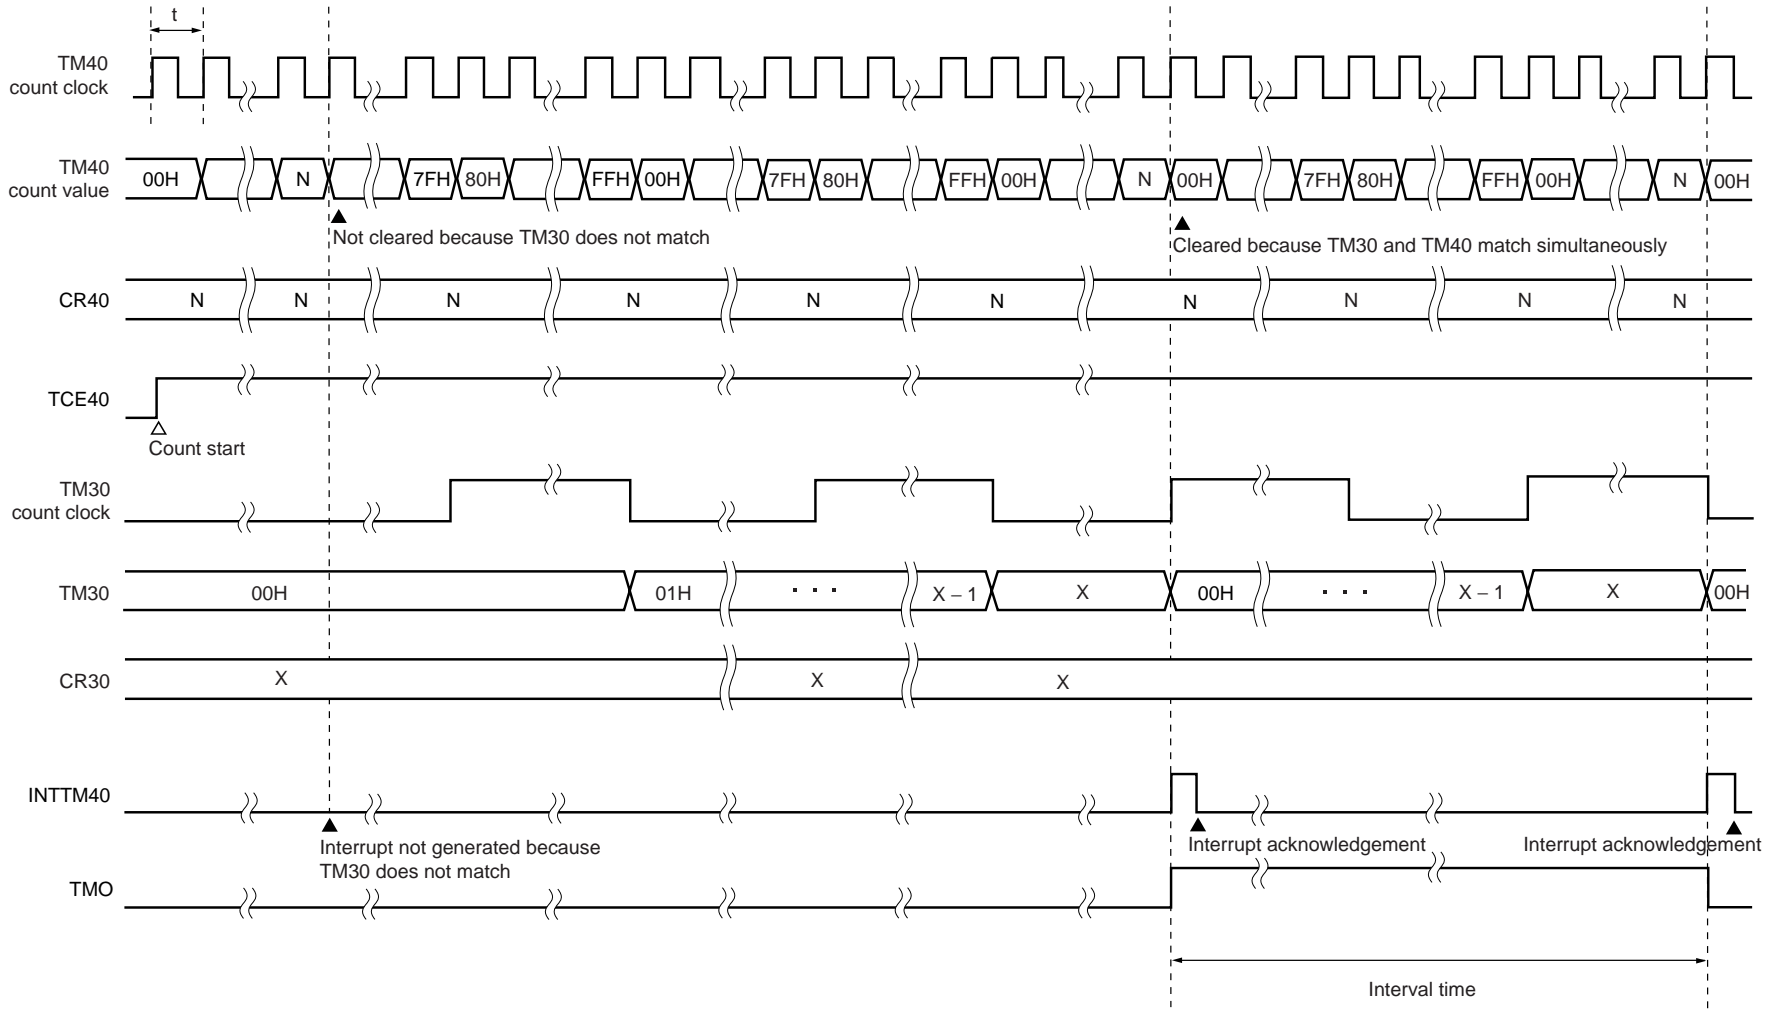 t
TM40
count clock
TM40
count value
00H N 7FH 80H FFH 00H 7FH 80H FFH 00H N 00H 7FH 80H FFH 00H N 00H
Not cleared because TM30 does not match
Cleared because TM30 and TM40 match simultaneously
CR40 N N N N N N N N N N
TCE40
Count start
TM30
count clock
TM30 00H 01H · · · X – 1 X 00H · · · X – 1 X 00H
CR30 X X X
INTTM40
Interrupt not generated because
TM30 does not match
Interrupt acknowledgement Interrupt acknowledgement
TMO
Interval time